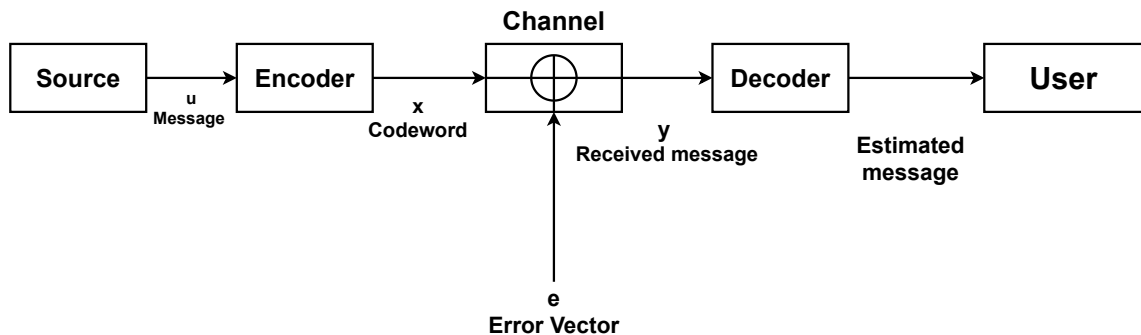 Channel
Source
Encoder
Decoder
User
u
Message
x
Codeword
y
Received message
Estimated
message
e
Error Vector